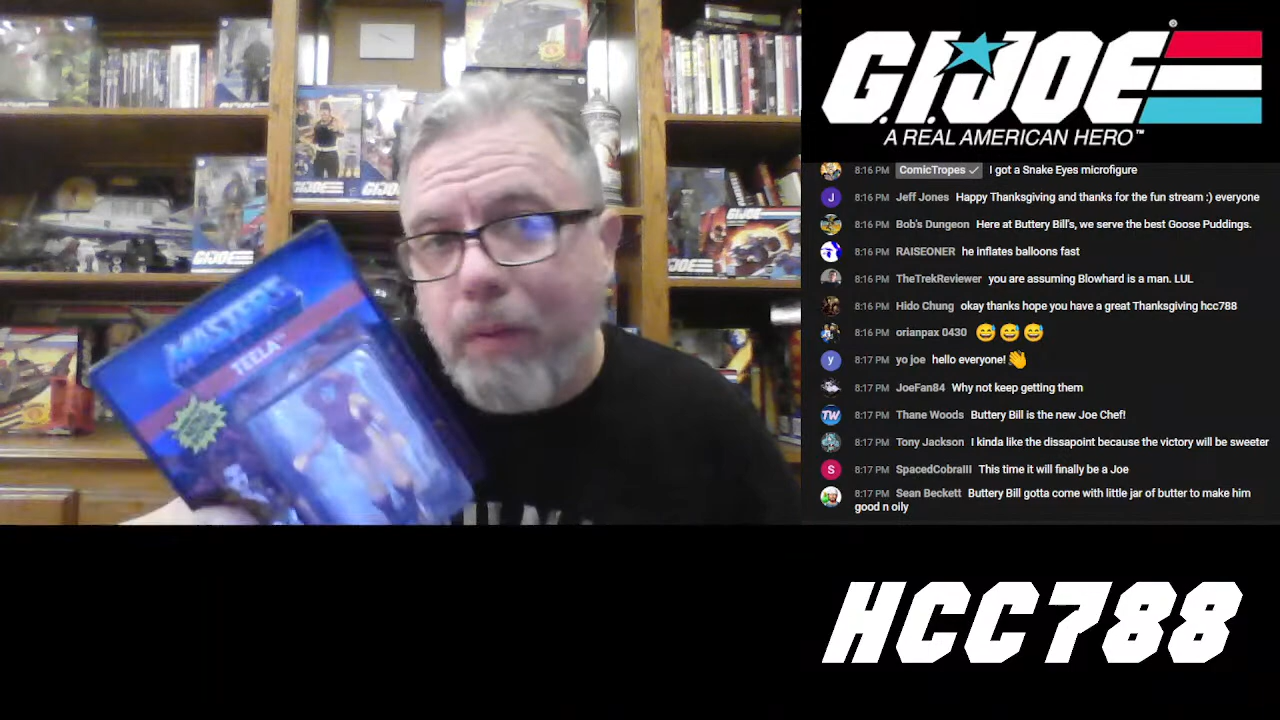 MASTERS
TEELA
G.I. JOE
G.I. JOE
G.I. JOE
G.I. JOE
G.I. JOE
A REAL AMERICAN HERO™
8:16 PM ComicTropes ✓ I got a Snake Eyes microfigure
J 8:16 PM Jeff Jones Happy Thanksgiving and thanks for the fun stream :) everyone
8:16 PM Bob's Dungeon Here at Buttery Bill's, we serve the best Goose Puddings.
8:16 PM RAISEONER he inflates balloons fast
8:16 PM TheTrekReviewer you are assuming Blowhard is a man. LUL
8:16 PM Hido Chung okay thanks hope you have a great Thanksgiving hcc788
8:16 PM orianpax 0430 😅 😅 😅
y 8:17 PM yo joe hello everyone! 👋
8:17 PM JoeFan84 Why not keep getting them
TW 8:17 PM Thane Woods Buttery Bill is the new Joe Chef!
8:17 PM Tony Jackson I kinda like the dissapoint because the victory will be sweeter
S 8:17 PM SpacedCobraIII This time it will finally be a Joe
8:17 PM Sean Beckett Buttery Bill gotta come with little jar of butter to make him
good n oily
HCC788